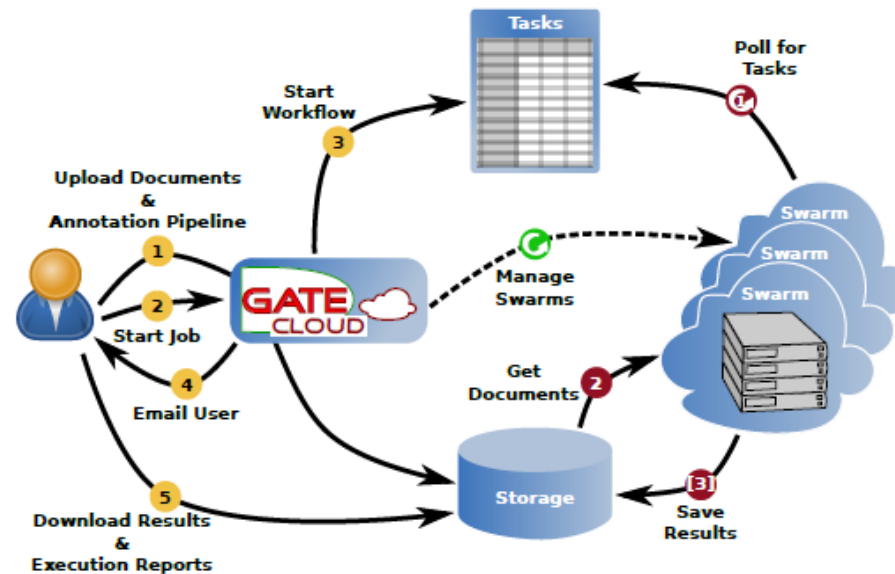 Tasks
Poll for
Tasks
1
Start
Workflow
3
Upload Documents
&
Annotation Pipeline
1
2
Start Job
GATE
CLOUD
Manage
Swarms
Swarm
Swarm
Swarm
4
Email User
Get
Documents
2
Storage
[3]
Save
Results
5
Download Results
&
Execution Reports